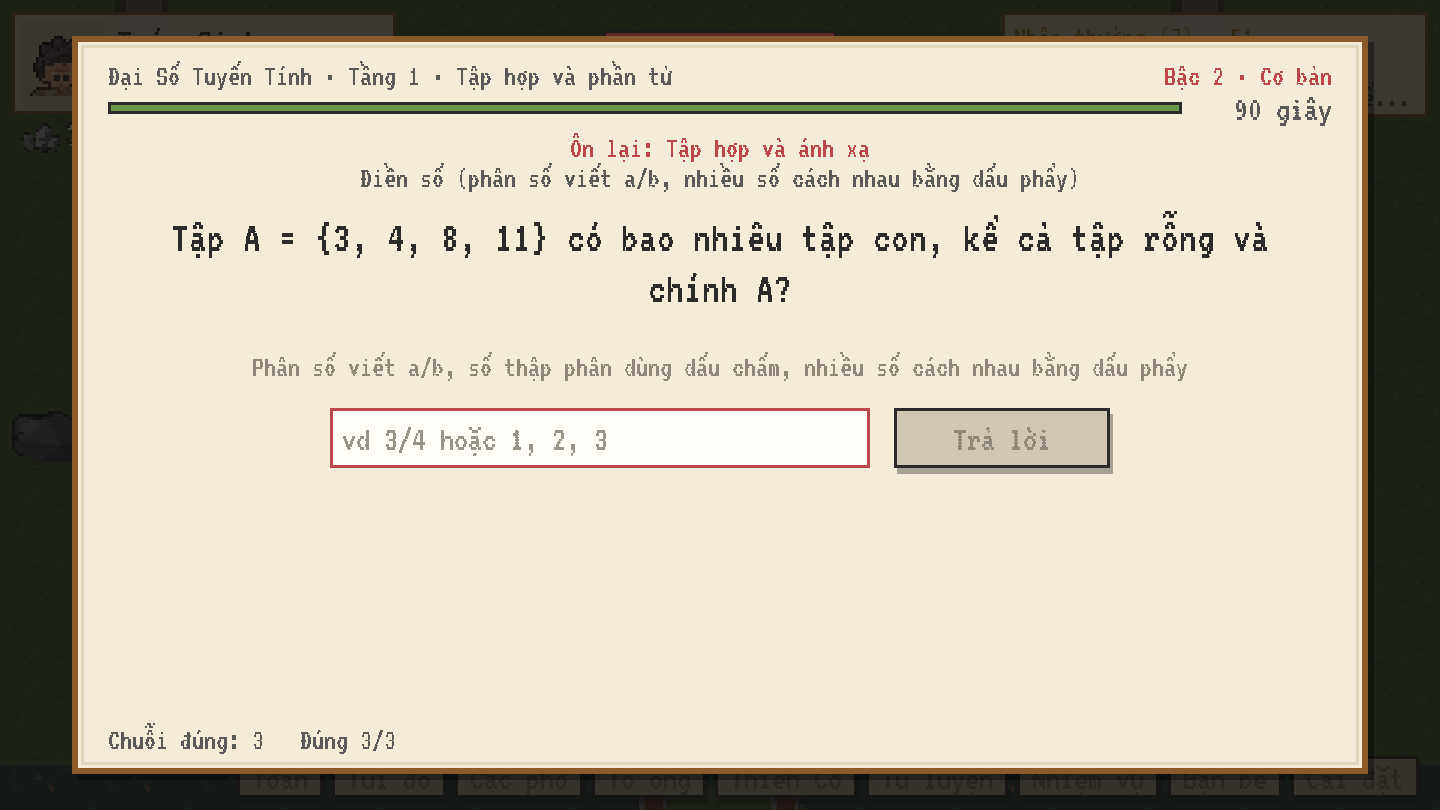 Đại Số Tuyến Tính · Tầng 1 · Tập hợp và phần tử
Bậc 2 · Cơ bản
90 giây
Ôn lại: Tập hợp và ánh xạ
Điền số (phân số viết a/b, nhiều số cách nhau bằng dấu phẩy)
Tập A = {3, 4, 8, 11} có bao nhiêu tập con, kể cả tập rỗng và
chính A?
Phân số viết a/b, số thập phân dùng dấu chấm, nhiều số cách nhau bằng dấu phẩy
vd 3/4 hoặc 1, 2, 3
Trả lời
Chuỗi đúng: 3 Đúng 3/3